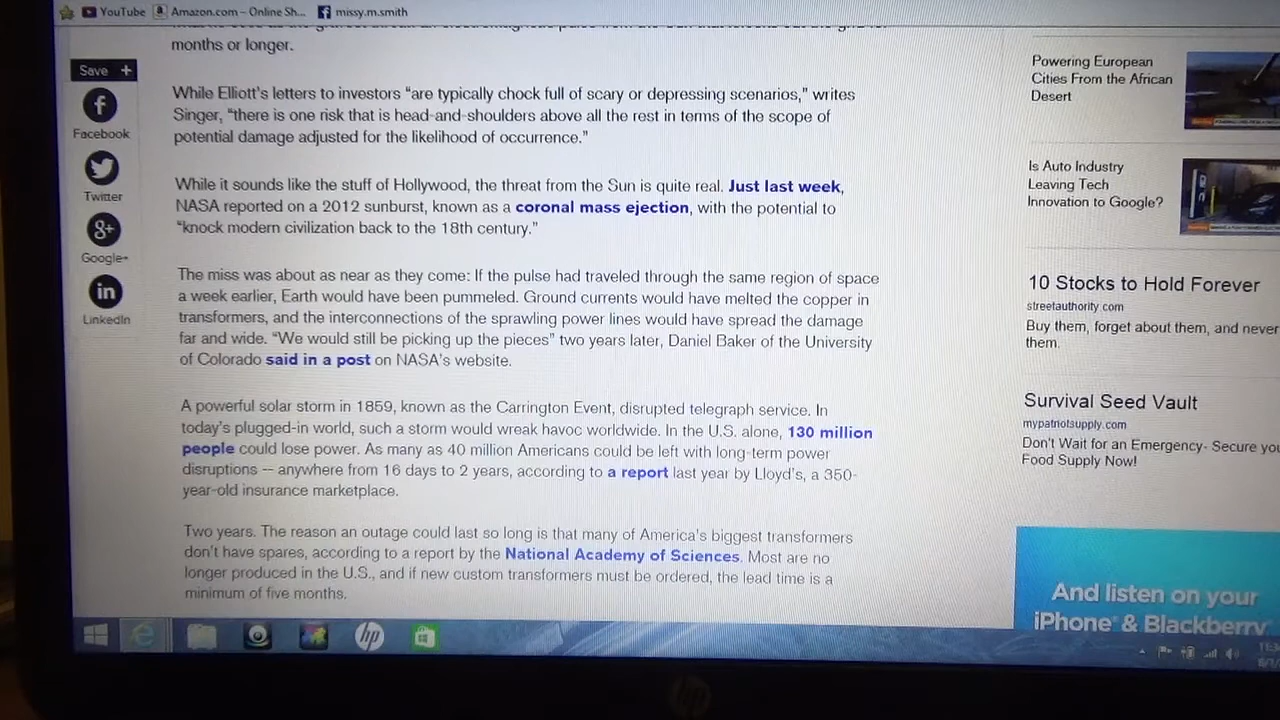 YouTube Amazon.com – Online Sh... missy.m.smith
months or longer.
Save +
Facebook
Twitter
Google+
LinkedIn
While Elliott's letters to investors “are typically chock full of scary or depressing scenarios,” writes
Singer, “there is one risk that is head-and-shoulders above all the rest in terms of the scope of
potential damage adjusted for the likelihood of occurrence.”
While it sounds like the stuff of Hollywood, the threat from the Sun is quite real. Just last week,
NASA reported on a 2012 sunburst, known as a coronal mass ejection, with the potential to
“knock modern civilization back to the 18th century.”
The miss was about as near as they come: If the pulse had traveled through the same region of space
a week earlier, Earth would have been pummeled. Ground currents would have melted the copper in
transformers, and the interconnections of the sprawling power lines would have spread the damage
far and wide. “We would still be picking up the pieces” two years later, Daniel Baker of the University
of Colorado said in a post on NASA's website.
A powerful solar storm in 1859, known as the Carrington Event, disrupted telegraph service. In
today's plugged-in world, such a storm would wreak havoc worldwide. In the U.S. alone, 130 million
people could lose power. As many as 40 million Americans could be left with long-term power
disruptions -- anywhere from 16 days to 2 years, according to a report last year by Lloyd's, a 350-
year-old insurance marketplace.
Two years. The reason an outage could last so long is that many of America's biggest transformers
don't have spares, according to a report by the National Academy of Sciences. Most are no
longer produced in the U.S., and if new custom transformers must be ordered, the lead time is a
minimum of five months.
Powering European
Cities From the African
Desert
Is Auto Industry
Leaving Tech
Innovation to Google?
10 Stocks to Hold Forever
streetauthority.com
Buy them, forget about them, and never
them.
Survival Seed Vault
mypatriotsupply.com
Don't Wait for an Emergency- Secure you
Food Supply Now!
And listen on your
iPhone® & Blackberry
hp
hp